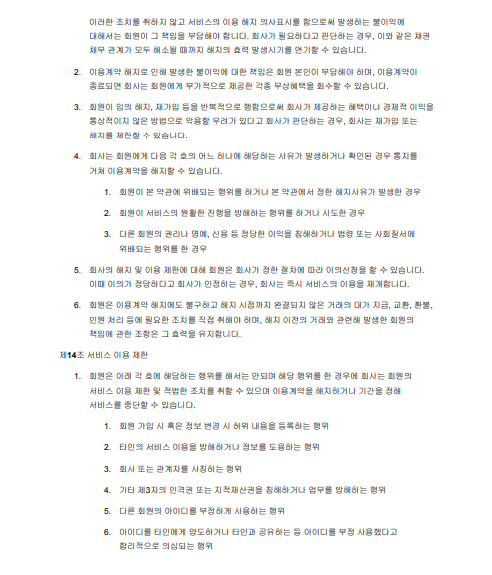 이러한 조치를 취하지 않고 서비스의 이용 해지 의사표시를 함으로써 발생하는 불이익에
대해서는 회원이 그 책임을 부담해야 합니다. 회사가 필요하다고 판단하는 경우, 이와 같은 채권
채무 관계가 모두 해소될 때까지 해지의 효력 발생시기를 연기할 수 있습니다.
2. 이용계약 해지로 인해 발생한 불이익에 대한 책임은 회원 본인이 부담해야 하며, 이용계약이
종료되면 회사는 회원에게 부가적으로 제공한 각종 무상혜택을 회수할 수 있습니다.
3. 회원이 임의 해지, 재가입 등을 반복적으로 행함으로써 회사가 제공하는 혜택이나 경제적 이익을
통상적이지 않은 방법으로 악용할 우려가 있다고 회사가 판단하는 경우, 회사는 재가입 또는
해지를 제한할 수 있습니다.
4. 회사는 회원에게 다음 각 호의 어느 하나에 해당하는 사유가 발생하거나 확인된 경우 통지를
거쳐 이용계약을 해지할 수 있습니다.
1. 회원이 본 약관에 위배되는 행위를 하거나 본 약관에서 정한 해지사유가 발생한 경우
2. 회원이 서비스의 원활한 진행을 방해하는 행위를 하거나 시도한 경우
3. 다른 회원의 권리나 명예, 신용 등 정당한 이익을 침해하거나 법령 또는 사회질서에
위배되는 행위를 한 경우
5. 회사의 해지 및 이용 제한에 대해 회원은 회사가 정한 절차에 따라 이의신청을 할 수 있습니다.
이때 이의가 정당하다고 회사가 인정하는 경우, 회사는 즉시 서비스의 이용을 재개합니다.
6. 회원은 이용계약 해지에도 불구하고 해지 시점까지 완결되지 않은 거래의 대가 지급, 교환, 환불,
민원 처리 등에 필요한 조치를 직접 취해야 하며, 해지 이전의 거래와 관련해 발생한 회원의
책임에 관한 조항은 그 효력을 유지합니다.
제14조 서비스 이용 제한
1. 회원은 아래 각 호에 해당하는 행위를 해서는 안되며 해당 행위를 한 경우에 회사는 회원의
서비스 이용 제한 및 적법한 조치를 취할 수 있으며 이용계약을 해지하거나 기간을 정해
서비스를 중단할 수 있습니다.
1. 회원 가입 시 혹은 정보 변경 시 허위 내용을 등록하는 행위
2. 타인의 서비스 이용을 방해하거나 정보를 도용하는 행위
3. 회사 또는 관계자를 사칭하는 행위
4. 기타 제3자의 인격권 또는 지적재산권을 침해하거나 업무를 방해하는 행위
5. 다른 회원의 아이디를 부정하게 사용하는 행위
6. 아이디를 타인에게 양도하거나 타인과 공유하는 등 아이디를 부정 사용했다고
합리적으로 의심되는 행위